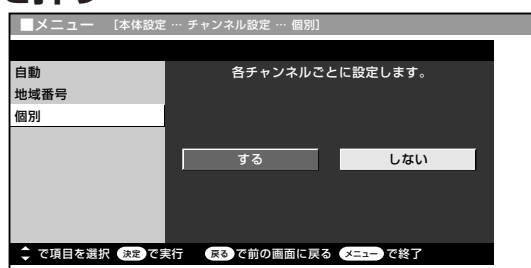 ■メニュー [本体設定 … チャンネル設定 … 個別]
自動
地域番号
個別
各チャンネルごとに設定します。
する しない
で項目を選択 決定 で実行 戻る で前の画面に戻る メニュー で終了